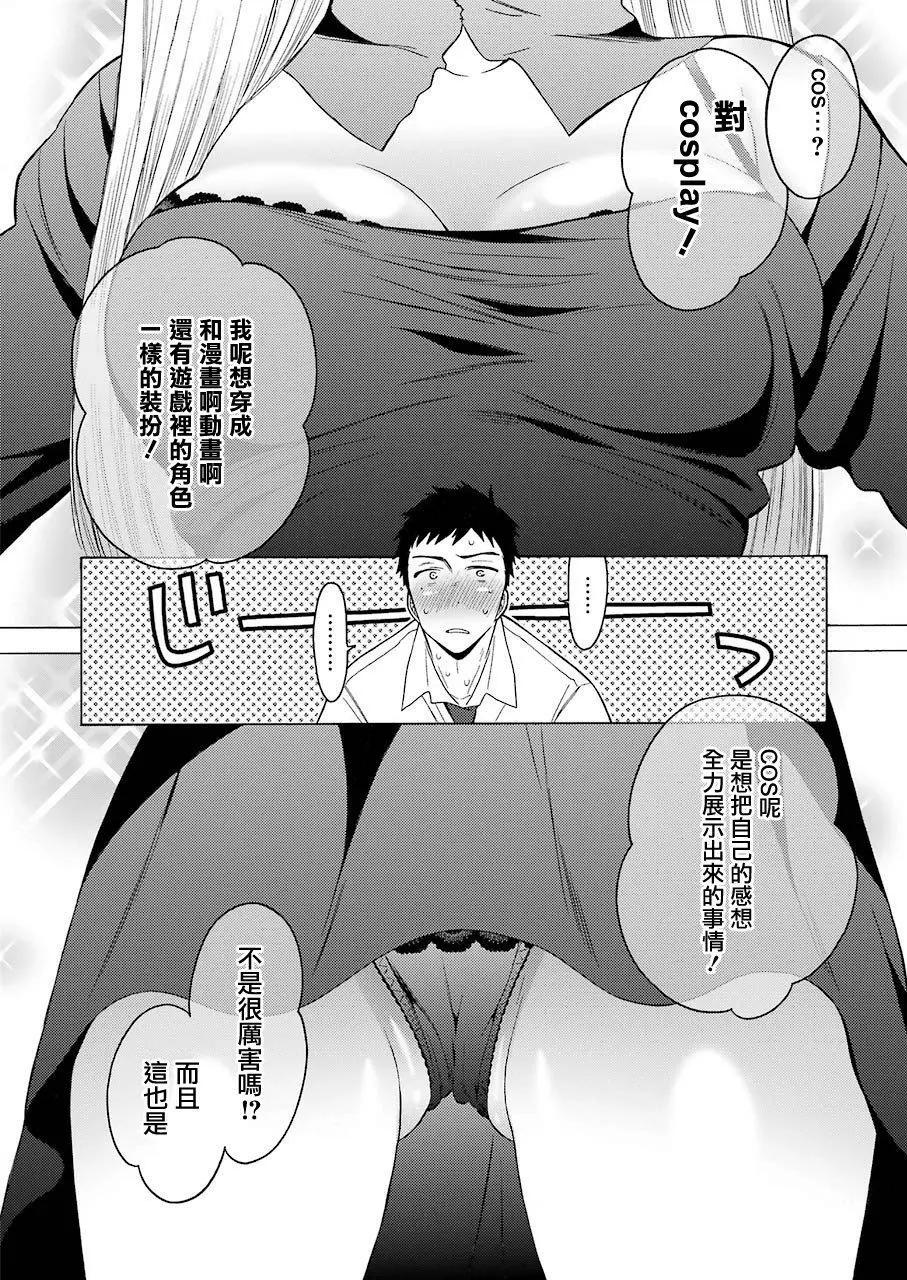 cos…?
對
cosplay！
我呢想穿成
和漫畫啊動畫啊
還有遊戲裡的角色
一樣的裝扮！
………
………
じーっ
COS呢
是想把自己的感想
全力展示出來的事情！
不是很厲害嗎!?
而且
這也是